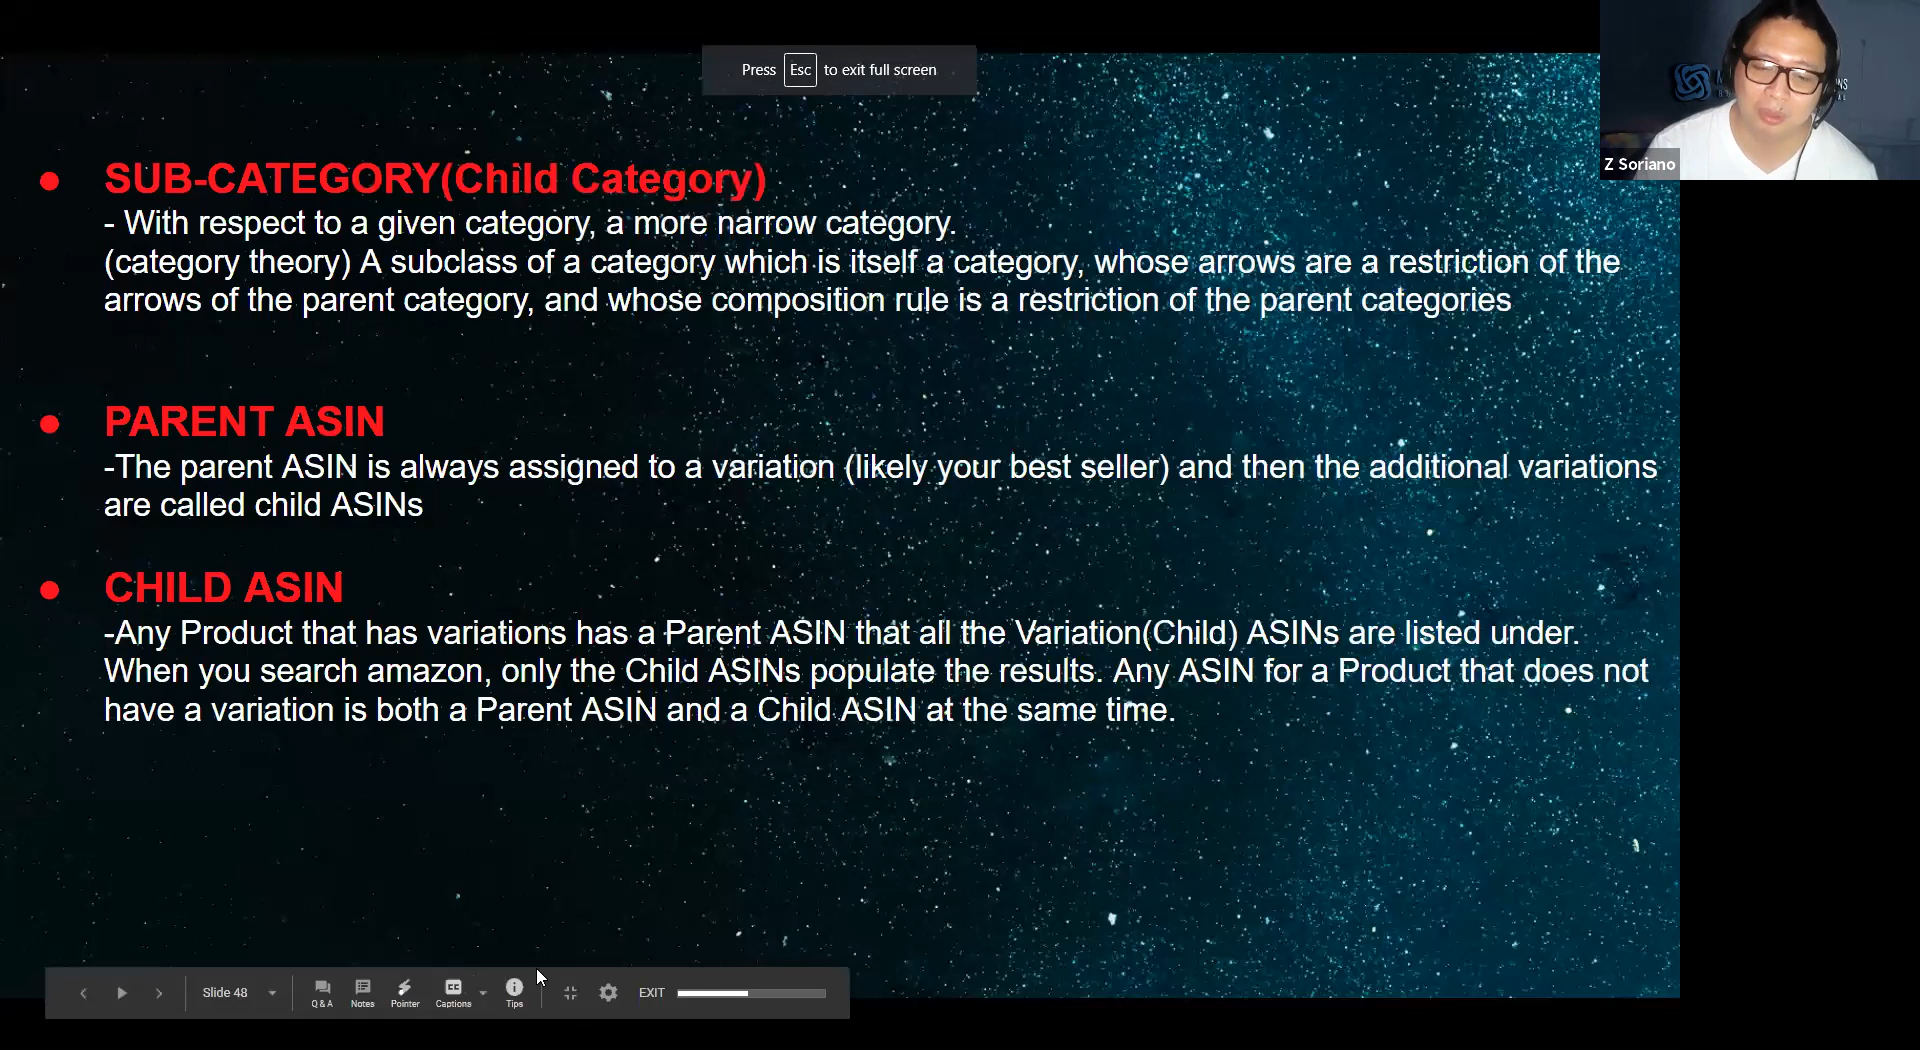 Press Esc to exit full screen
Z Soriano
SUB-CATEGORY(Child Category)
- With respect to a given category, a more narrow category.
(category theory) A subclass of a category which is itself a category, whose arrows are a restriction of the
arrows of the parent category, and whose composition rule is a restriction of the parent categories
PARENT ASIN
-The parent ASIN is always assigned to a variation (likely your best seller) and then the additional variations
are called child ASINs
CHILD ASIN
-Any Product that has variations has a Parent ASIN that all the Variation(Child) ASINs are listed under.
When you search amazon, only the Child ASINs populate the results. Any ASIN for a Product that does not
have a variation is both a Parent ASIN and a Child ASIN at the same time.
Slide 48
Q & A
Notes
Pointer
CC
Captions
Tips
EXIT